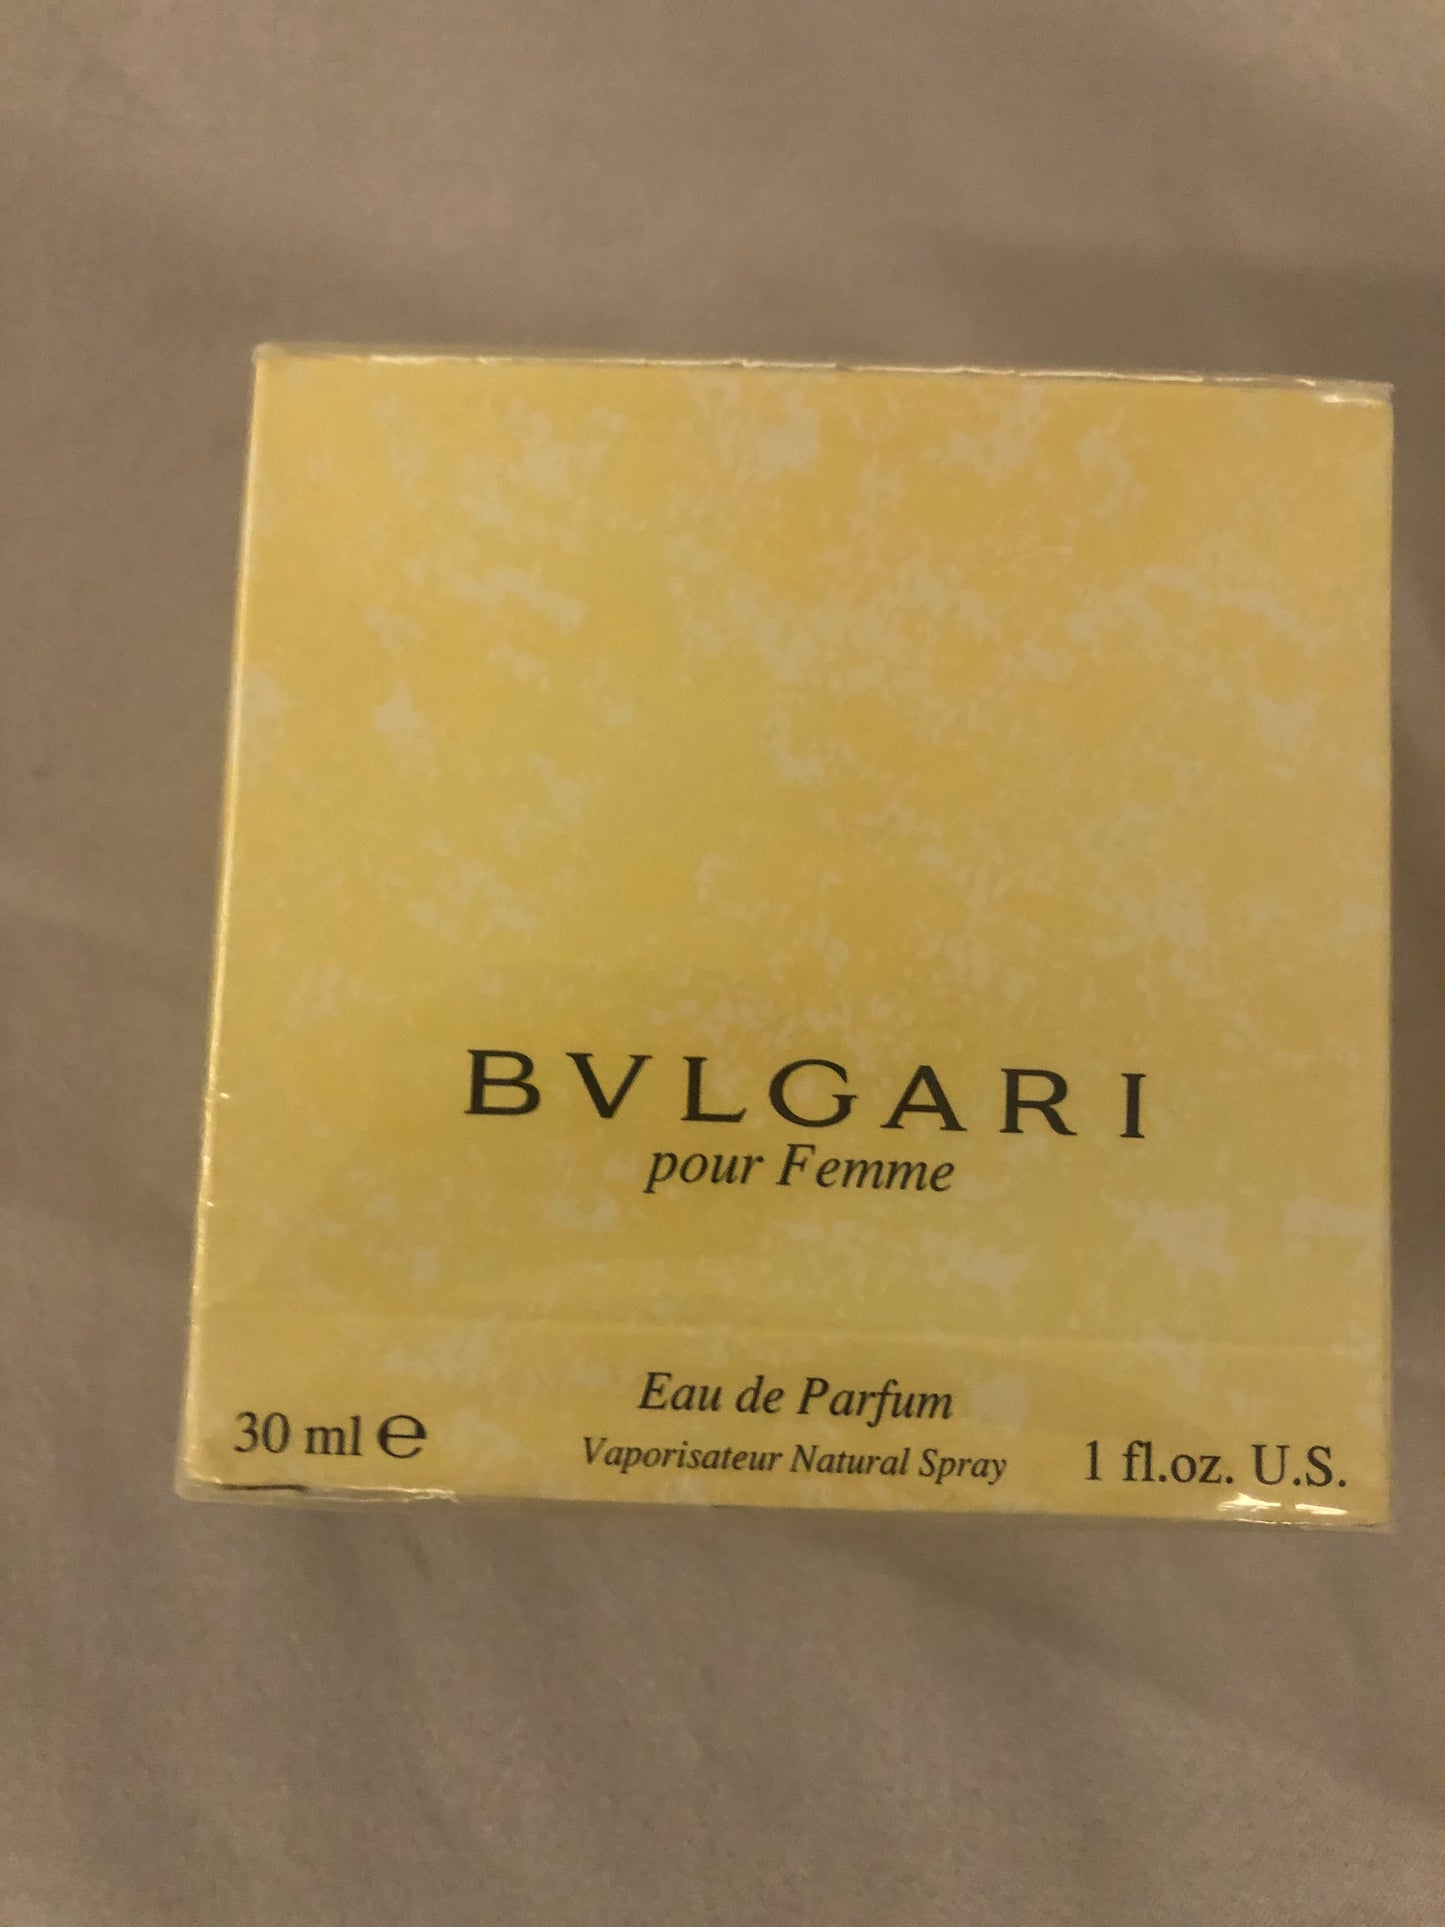 BVLGARI
pour Femme
Eau de Parfum
30 ml ℮ Vaporisateur Natural Spray 1 fl.oz. U.S.